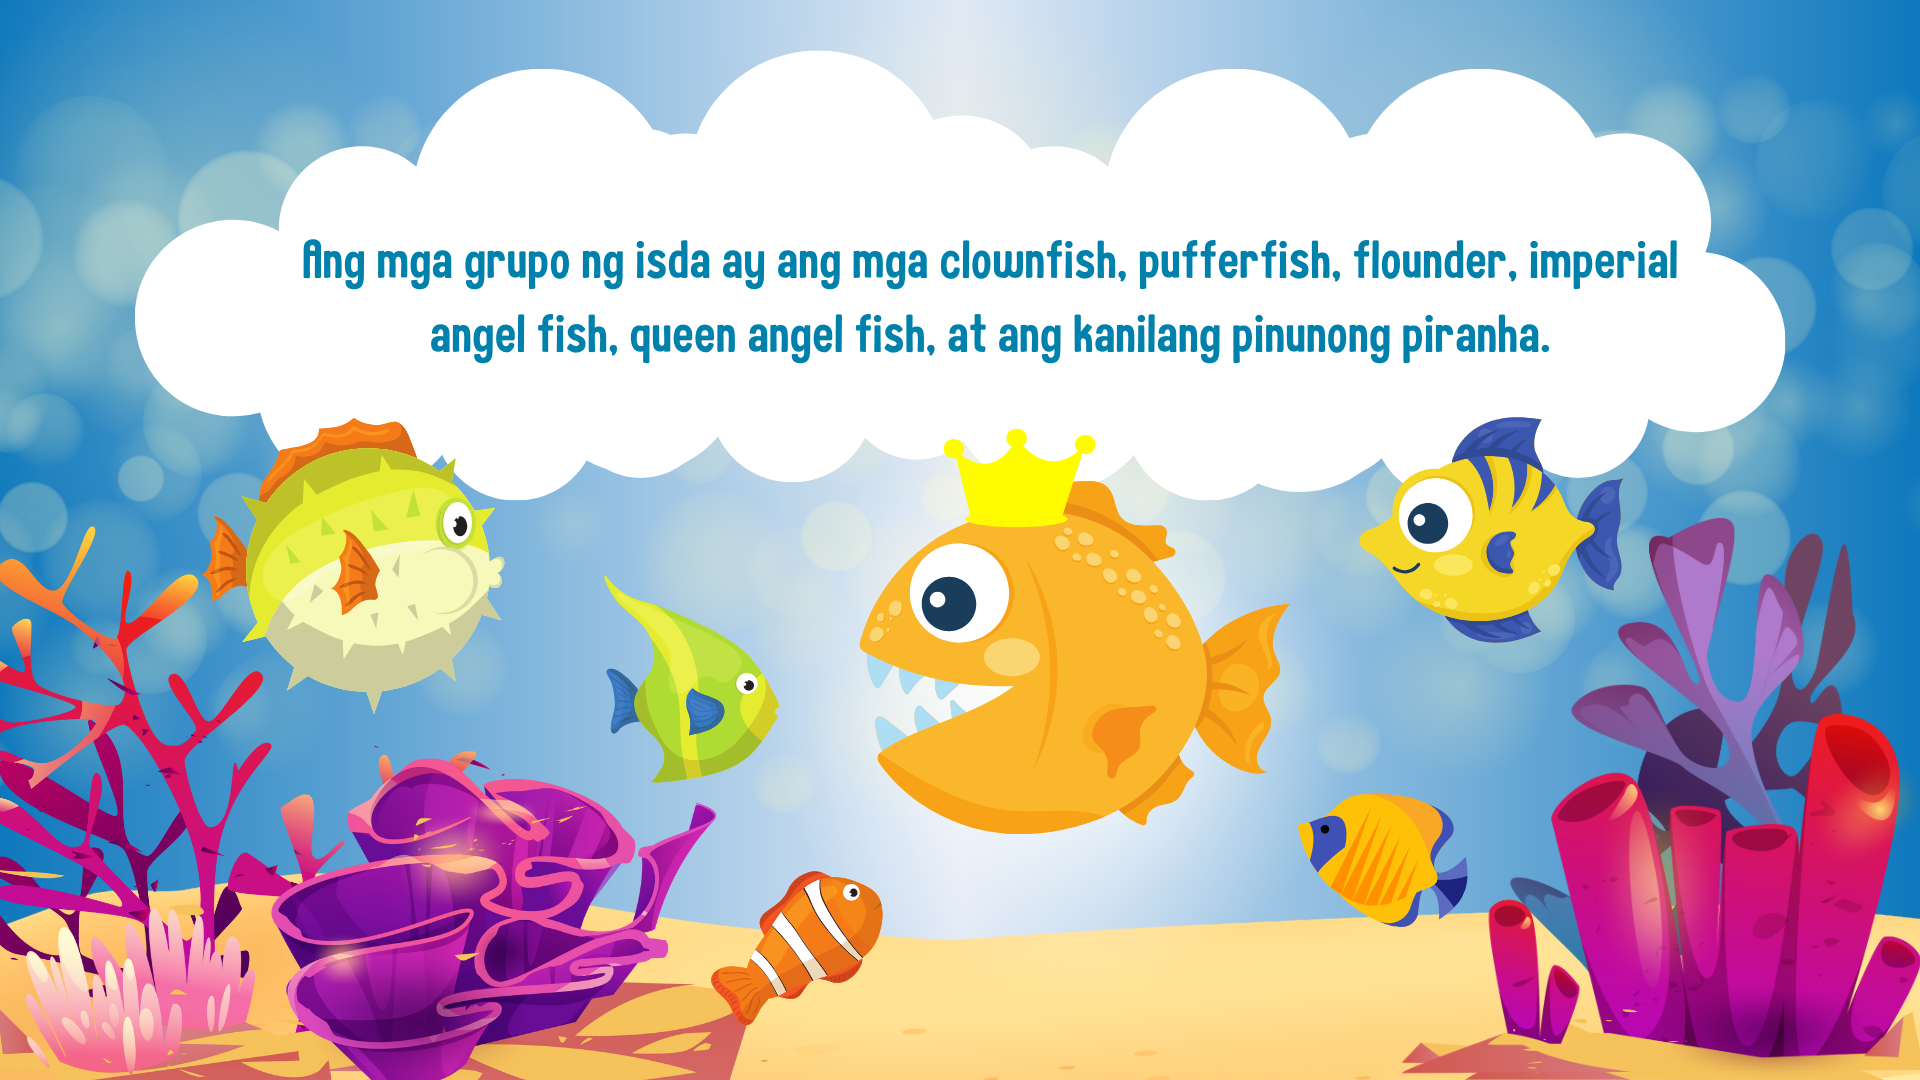 Ang mga grupo ng isda ay ang mga clownfish, pufferfish, flounder, imperial
angel fish, queen angel fish, at ang kanilang pinunong piranha.